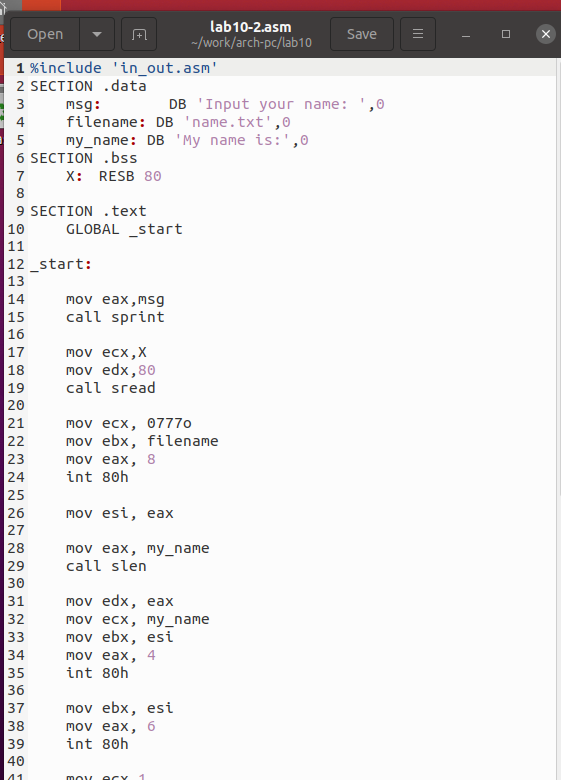 Open
lab10-2.asm
~/work/arch-pc/lab10
Save
1 %include 'in_out.asm'
2 SECTION .data
3     msg:        DB 'Input your name: ',0
4     filename: DB 'name.txt',0
5     my_name: DB 'My name is:',0
6 SECTION .bss
7     X:  RESB 80
8
9 SECTION .text
10     GLOBAL _start
11
12 _start:
13
14     mov eax,msg
15     call sprint
16
17     mov ecx,X
18     mov edx,80
19     call sread
20
21     mov ecx, 0777o
22     mov ebx, filename
23     mov eax, 8
24     int 80h
25
26     mov esi, eax
27
28     mov eax, my_name
29     call slen
30
31     mov edx, eax
32     mov ecx, my_name
33     mov ebx, esi
34     mov eax, 4
35     int 80h
36
37     mov ebx, esi
38     mov eax, 6
39     int 80h
40
41     mov ecx 1